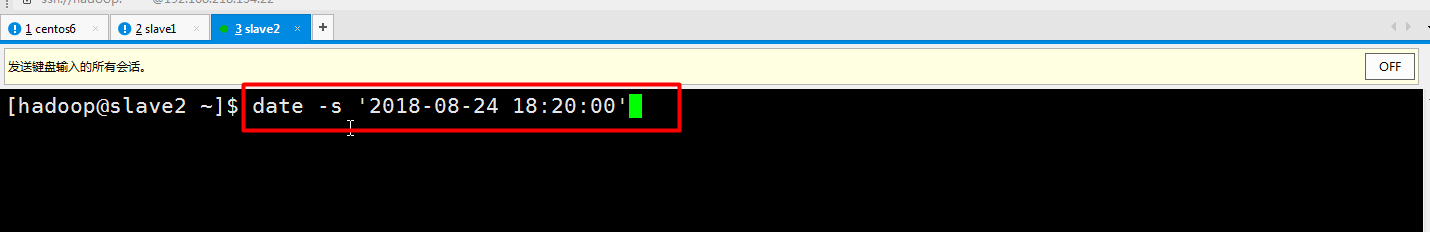 1 centos6 × 2 slave1 × 3 slave2 × +
发送键盘输入的所有会话。 OFF
[hadoop@slave2 ~]$ date -s '2018-08-24 18:20:00'